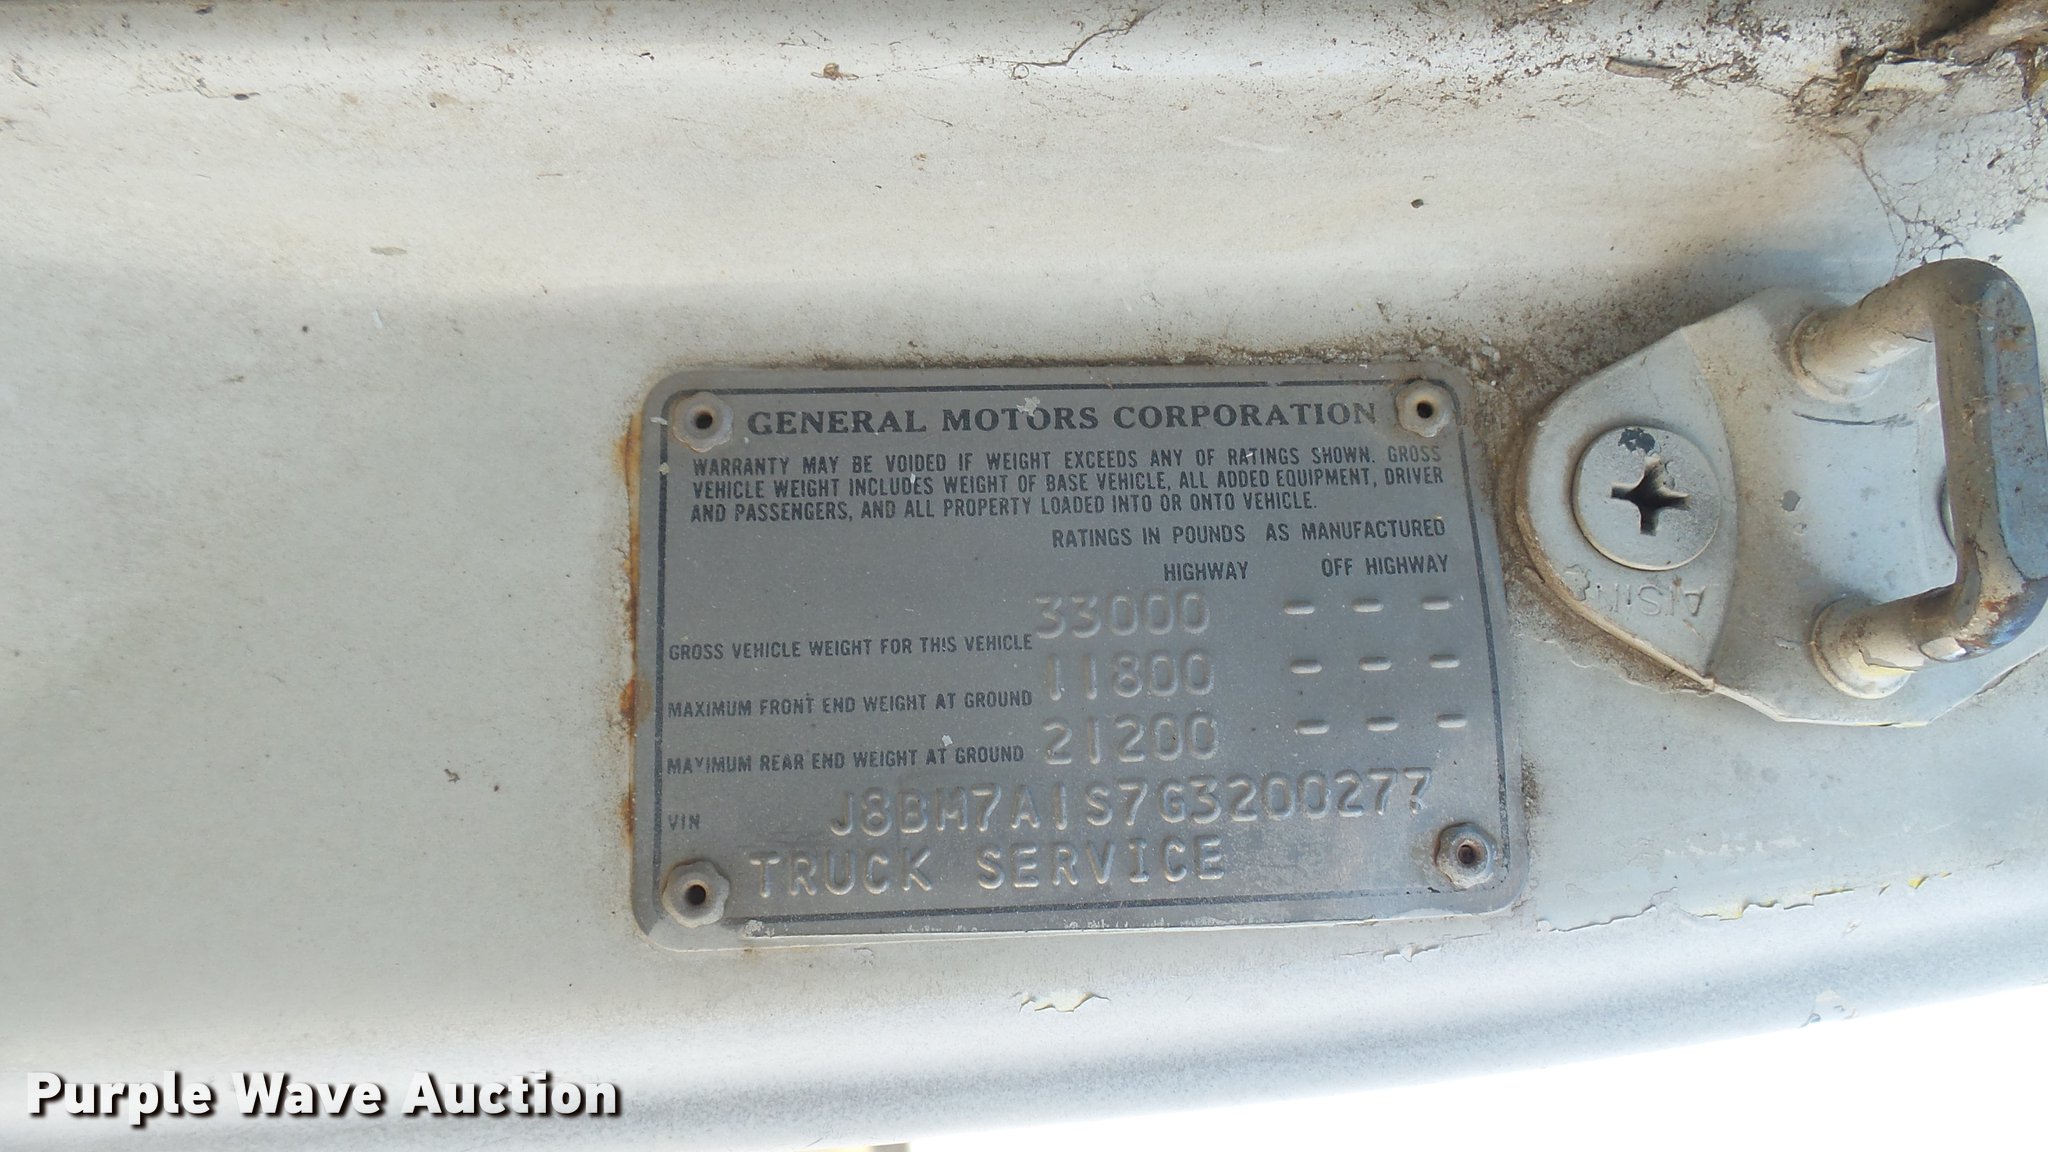 GENERAL MOTORS CORPORATION
WARRANTY MAY BE VOIDED IF WEIGHT EXCEEDS ANY OF RATINGS SHOWN. GROSS
VEHICLE WEIGHT INCLUDES WEIGHT OF BASE VEHICLE, ALL ADDED EQUIPMENT, DRIVER
AND PASSENGERS, AND ALL PROPERTY LOADED INTO OR ONTO VEHICLE.
RATINGS IN POUNDS AS MANUFACTURED
HIGHWAY OFF HIGHWAY
GROSS VEHICLE WEIGHT FOR THIS VEHICLE 33000 - - -
MAXIMUM FRONT END WEIGHT AT GROUND 11800 - - -
MAXIMUM REAR END WEIGHT AT GROUND 21200 - - -
VIN J8BM7A1S7G3200277
TRUCK SERVICE
AISIN
Purple Wave Auction